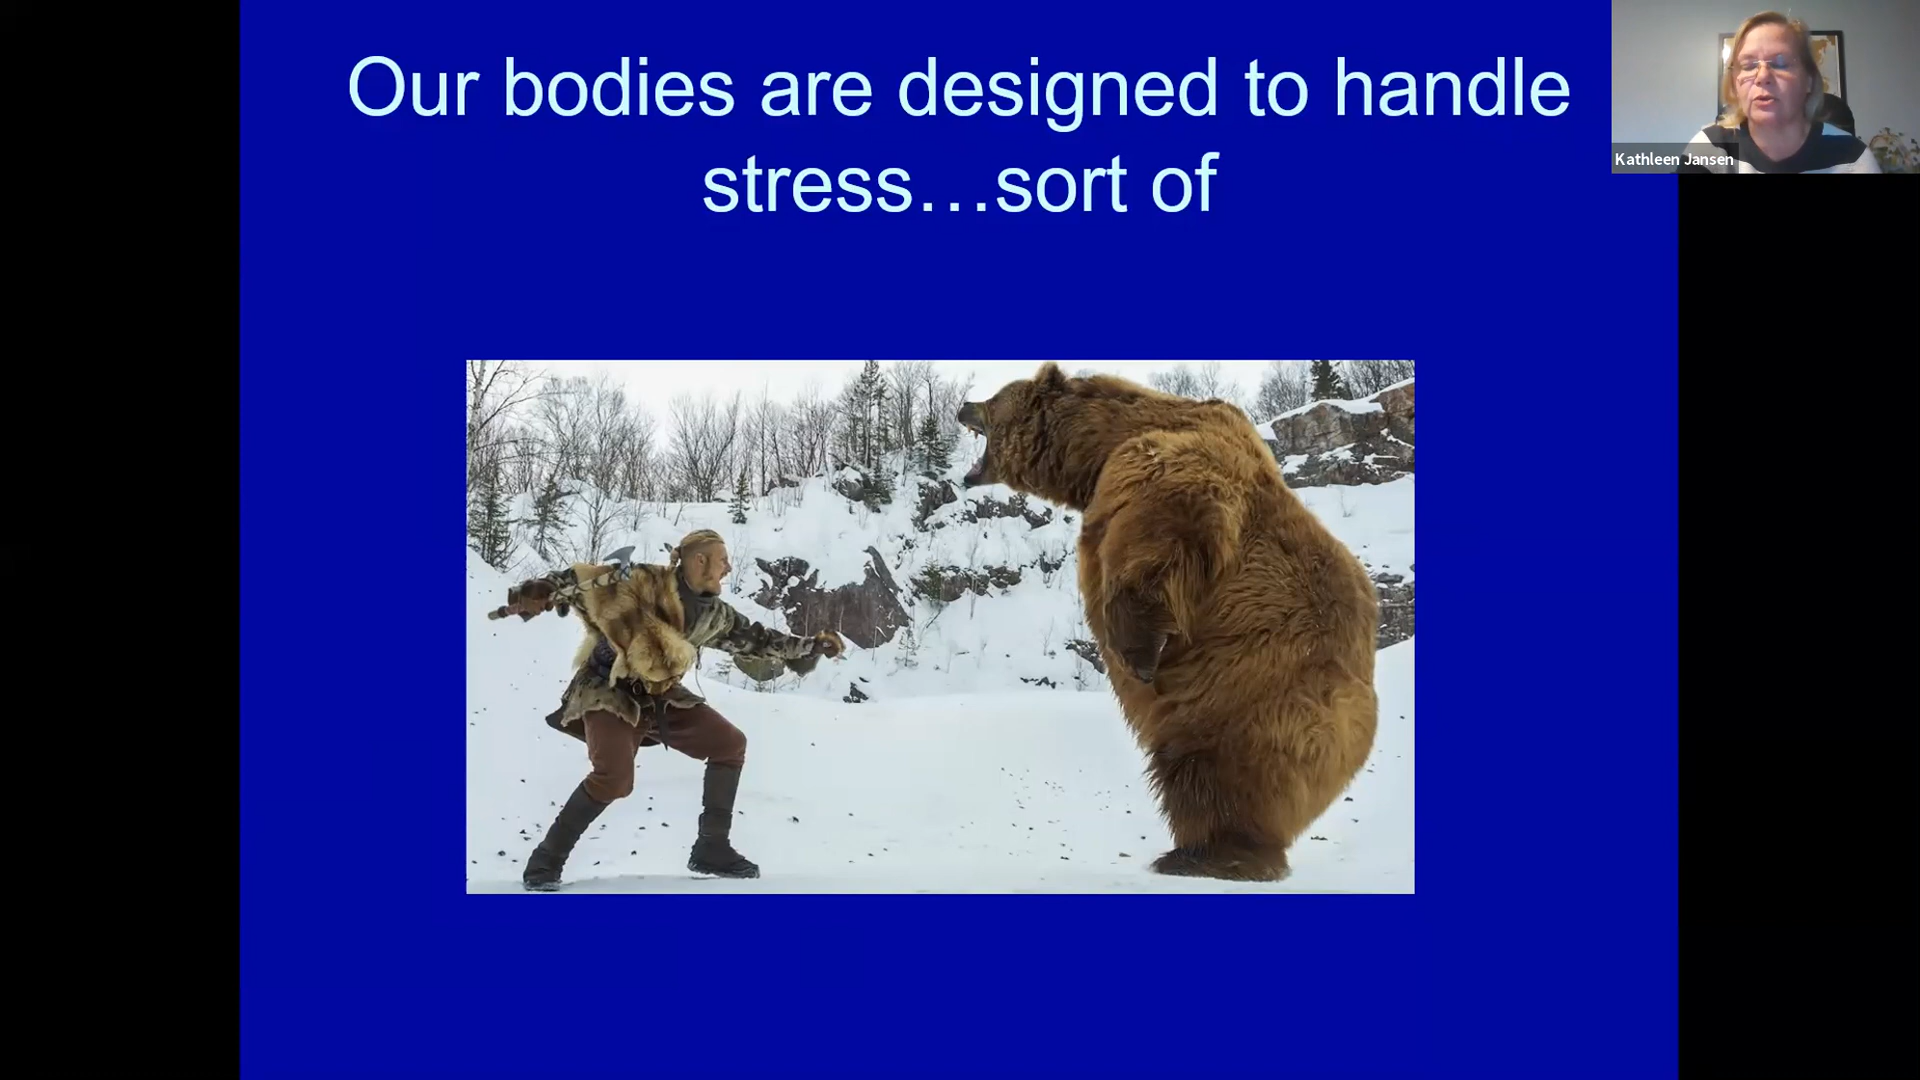 Our bodies are designed to handle
stress…sort of
Kathleen Jansen